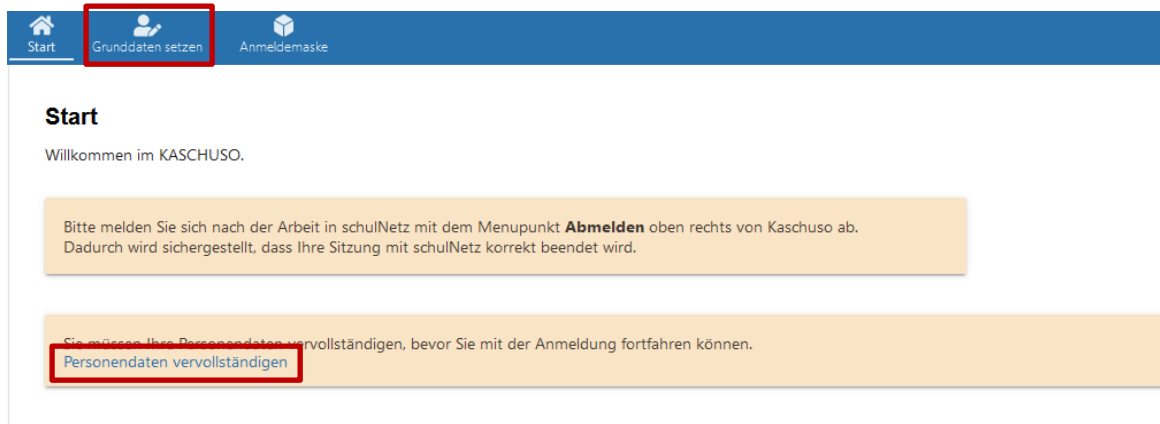 Start
Grunddaten setzen
Anmeldemaske
Start
Willkommen im KASCHUSO.
Bitte melden Sie sich nach der Arbeit in schulNetz mit dem Menupunkt Abmelden oben rechts von Kaschuso ab.
Dadurch wird sichergestellt, dass Ihre Sitzung mit schulNetz korrekt beendet wird.
Sie müssen Ihre Personendaten vervollständigen, bevor Sie mit der Anmeldung fortfahren können.
Personendaten vervollständigen